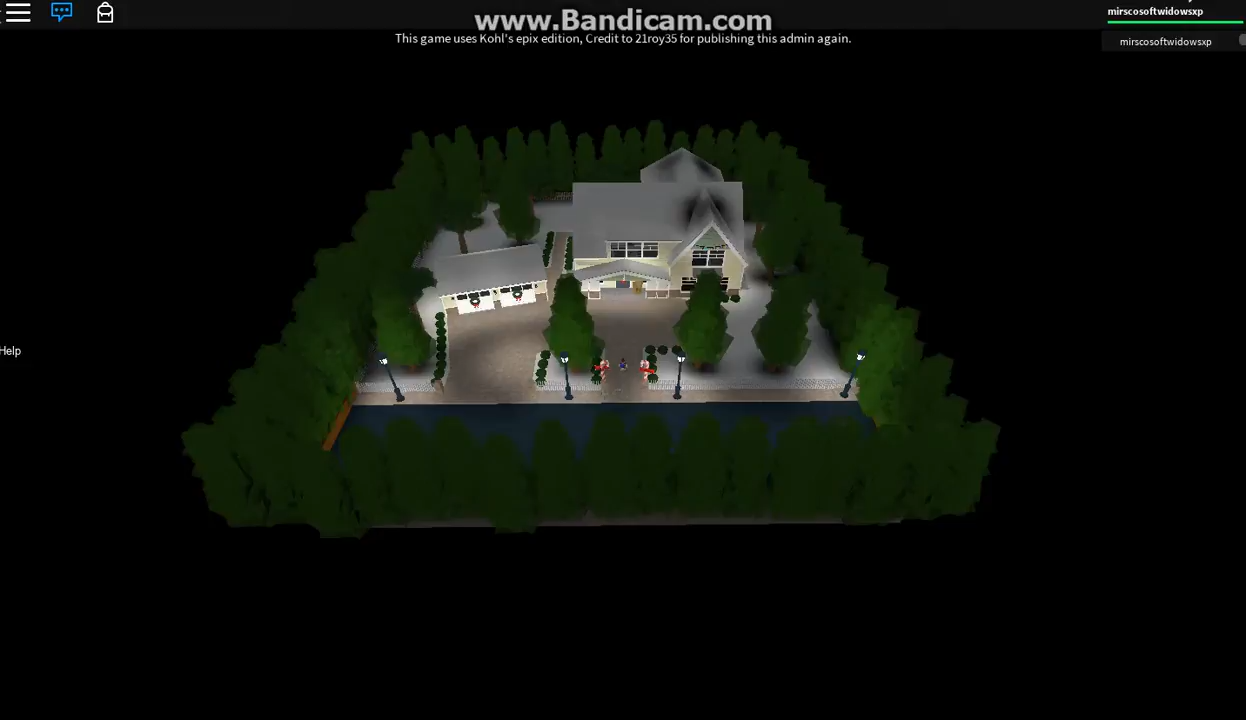 www.Bandicam.com
mirscosoftwidowsxp
This game uses Kohl's epix edition, Credit to 21roy35 for publishing this admin again.
mirscosoftwidowsxp
Help